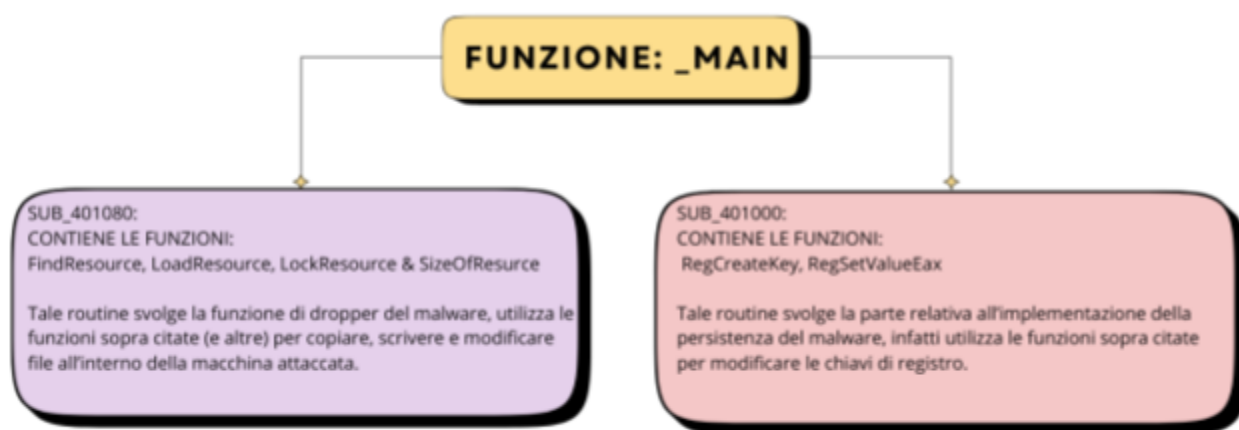 FUNZIONE: _MAIN
SUB_401080:
CONTIENE LE FUNZIONI:
FindResource, LoadResource, LockResource & SizeOfResurce
Tale routine svolge la funzione di dropper del malware, utilizza le
funzioni sopra citate (e altre) per copiare, scrivere e modificare
file all'interno della macchina attaccata.
SUB_401000:
CONTIENE LE FUNZIONI:
RegCreateKey, RegSetValueEax
Tale routine svolge la parte relativa all'implementazione della
persistenza del malware, infatti utilizza le funzioni sopra citate
per modificare le chiavi di registro.